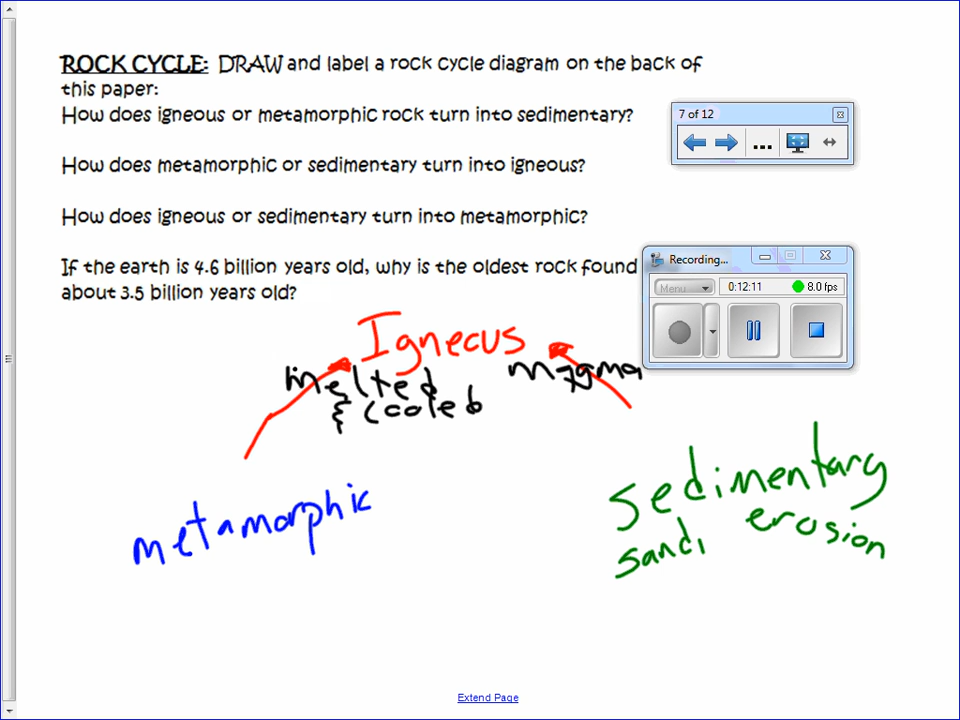 ROCK CYCLE: DRAW and label a rock cycle diagram on the back of
this paper:
How does igneous or metamorphic rock turn into sedimentary?
7 of 12
How does metamorphic or sedimentary turn into igneous?
...
How does igneous or sedimentary turn into metamorphic?
If the earth is 4.6 billion years old, why is the oldest rock found
about 3.5 billion years old?
Recording...
Menu
0:12:11
8.0 fps
Igneous
melted
& cooled
magma
metamorphic
sedimentary
sand, erosion
Extend Page